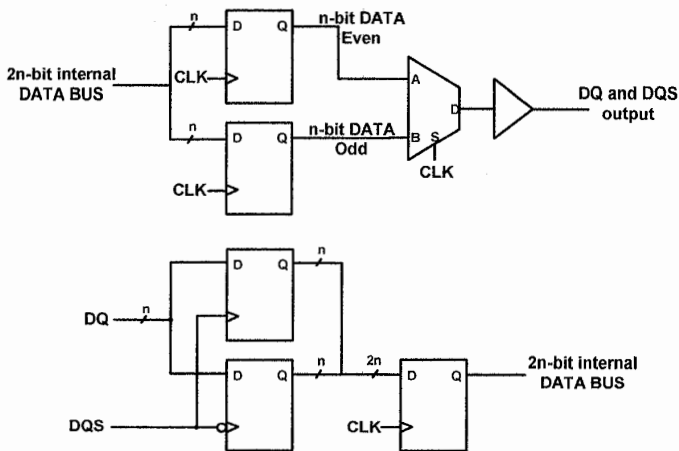 n
D
Q
n-bit DATA
Even
CLK
2n-bit internal
DATA BUS
A
D
DQ and DQS
output
n
D
Q
n-bit DATA
Odd
B
S
CLK
CLK
D
Q
n
DQ
n
D
Q
n
2n
D
Q
2n-bit internal
DATA BUS
DQS
CLK